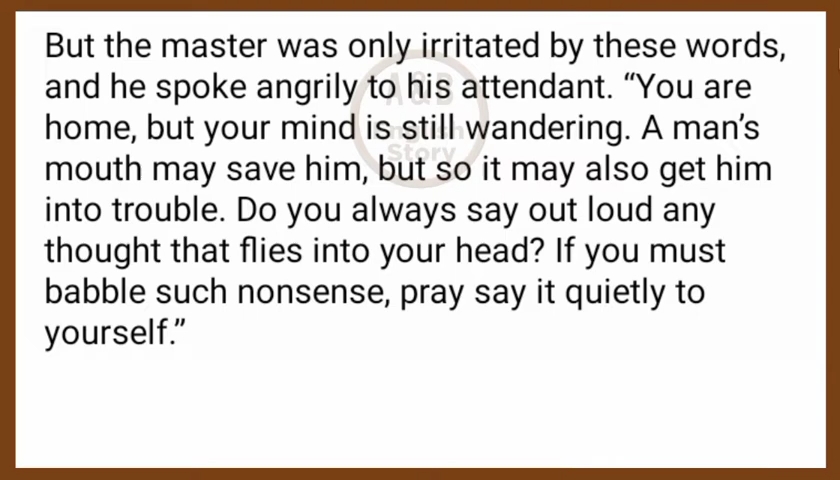 But the master was only irritated by these words,
and he spoke angrily to his attendant. “You are
home, but your mind is still wandering. A man’s
mouth may save him, but so it may also get him
into trouble. Do you always say out loud any
thought that flies into your head? If you must
babble such nonsense, pray say it quietly to
yourself.”
A&B
English
Story